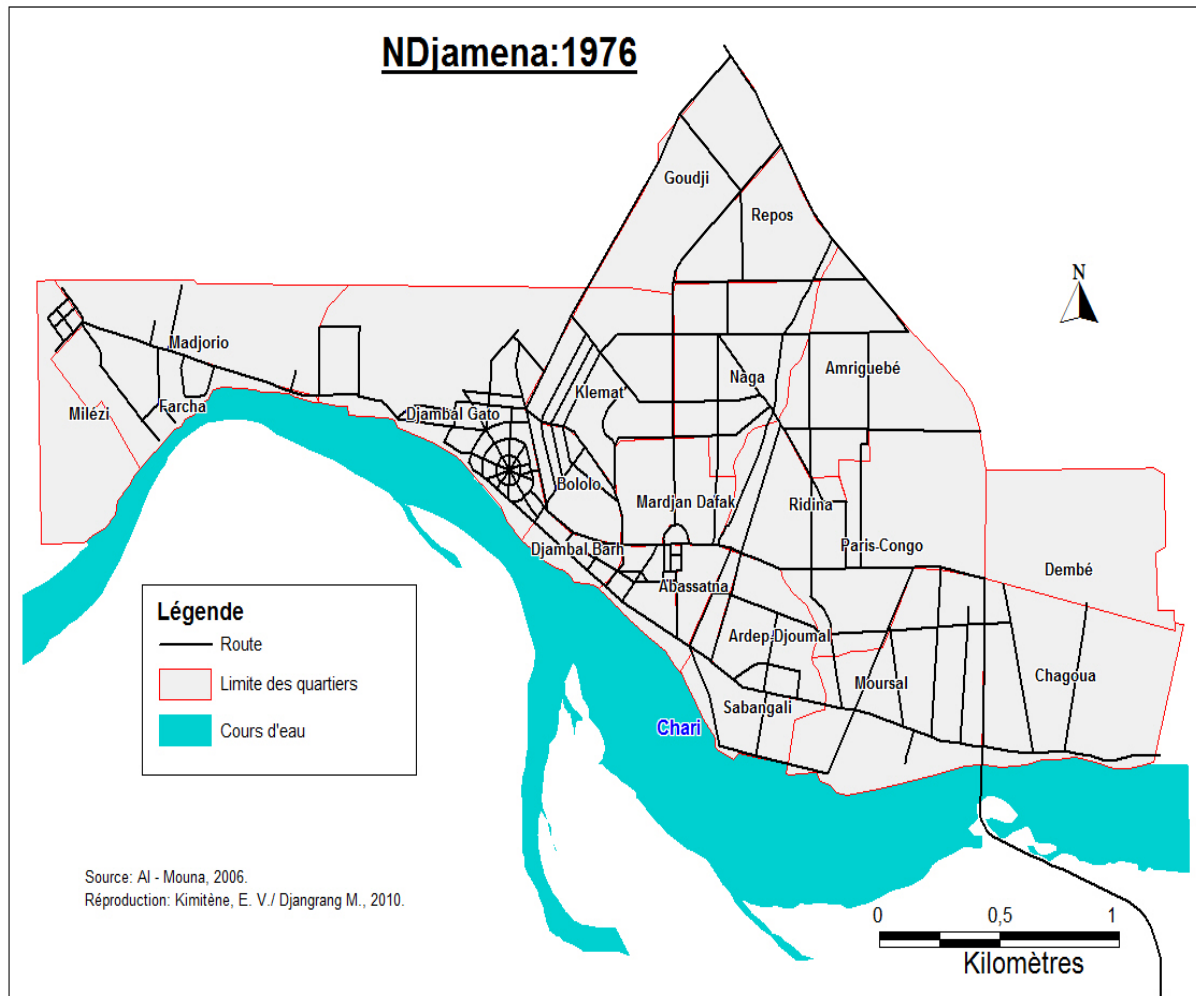 NDjamena:1976
Goudji
Repos
N
Madjorio
Milézi
Farcha
Djambal Gato
Klemat
Nâga
Amriguebé
Bololo
Mardjan Dafak
Ridina
Djambal Barh
Paris-Congo
Abassatna
Dembé
Ardep-Djoumal
Moursal
Chagoua
Sabangali
Chari
Légende
Route
Limite des quartiers
Cours d'eau
Source: Al - Mouna, 2006.
Réproduction: Kimitène, E. V./ Djangrang M., 2010.
0 0,5 1
Kilomètres